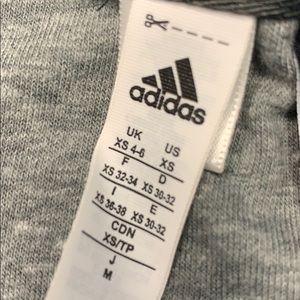 adidas
UK US
XS 4-6 XS
F D
XS 32-34 XS 30-32
I E
XS 36-38 XS 30-32
CDN
XS/TP
J
M